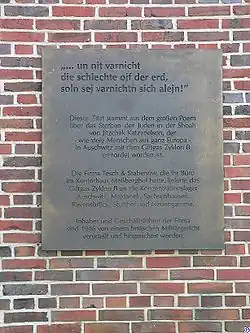 „... un nit varnicht
die schlechte ojf der erd,
soln sej varnichtn sich alejn!“
Dieses Zitat stammt aus dem großen Poem
über das Sterben der Juden in der Shoah
von Jizchak Katzenelson, der
- wie viele Menschen aus ganz Europa -
in Auschwitz mit dem Giftgas Zyklon B
ermordet worden ist.
Die Firma Tesch & Stabenow, die ihr Büro
im Kontorhaus Meßberghof hatte, lieferte das
Giftgas Zyklon B an die Konzentrationslager
Auschwitz, Majdanek, Sachsenhausen,
Ravensbrück, Stutthof und Neuengamme.
Inhaber und Geschäftsführer der Firma
sind 1946 von einem britischen Militärgericht
verurteilt und hingerichtet worden.